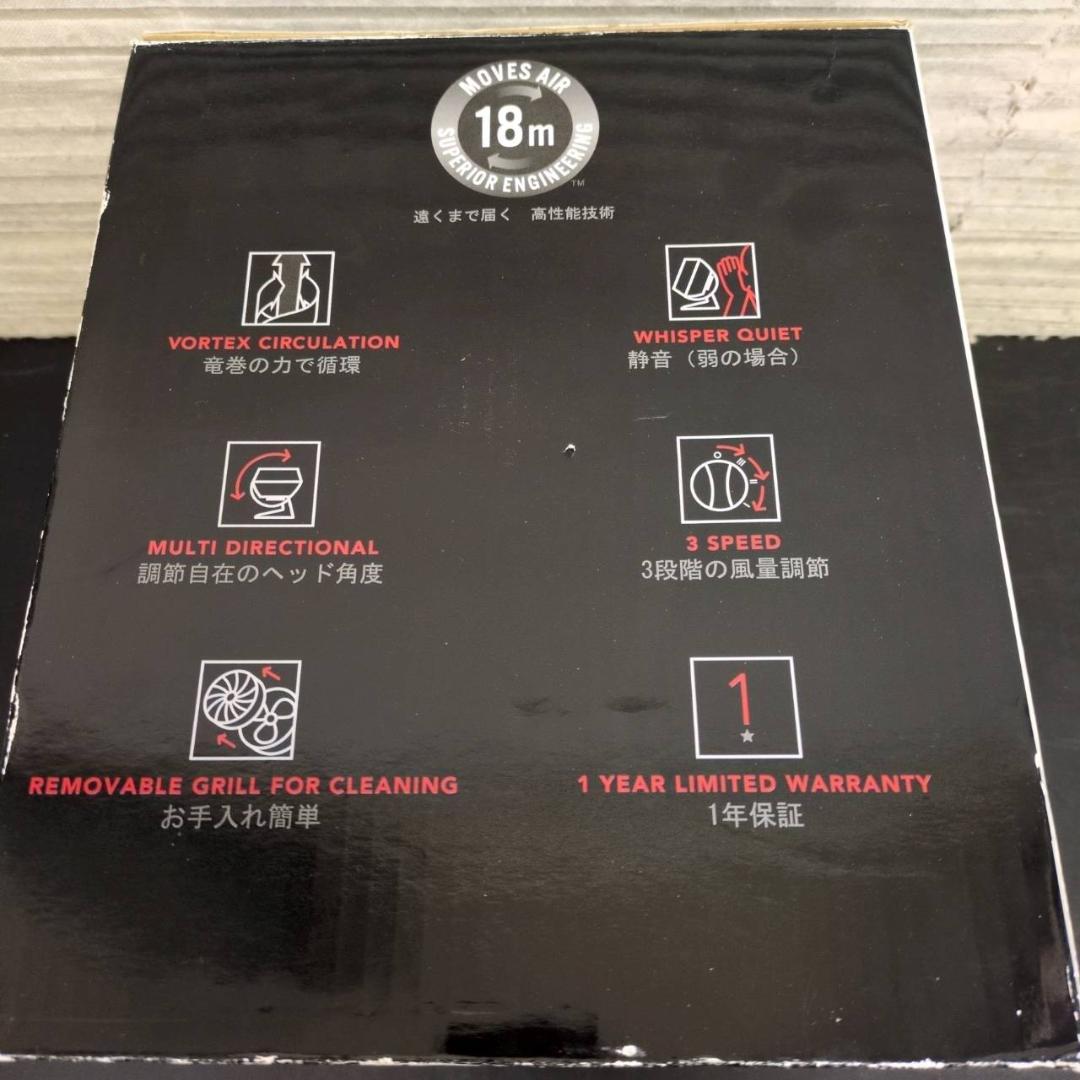 MOVES AIR
18m
SUPERIOR ENGINEERING™
遠くまで届く 高性能技術
VORTEX CIRCULATION
竜巻の力で循環
WHISPER QUIET
静音（弱の場合）
MULTI DIRECTIONAL
調節自在のヘッド角度
3 SPEED
3段階の風量調節
REMOVABLE GRILL FOR CLEANING
お手入れ簡単
1
1 YEAR LIMITED WARRANTY
1年保証